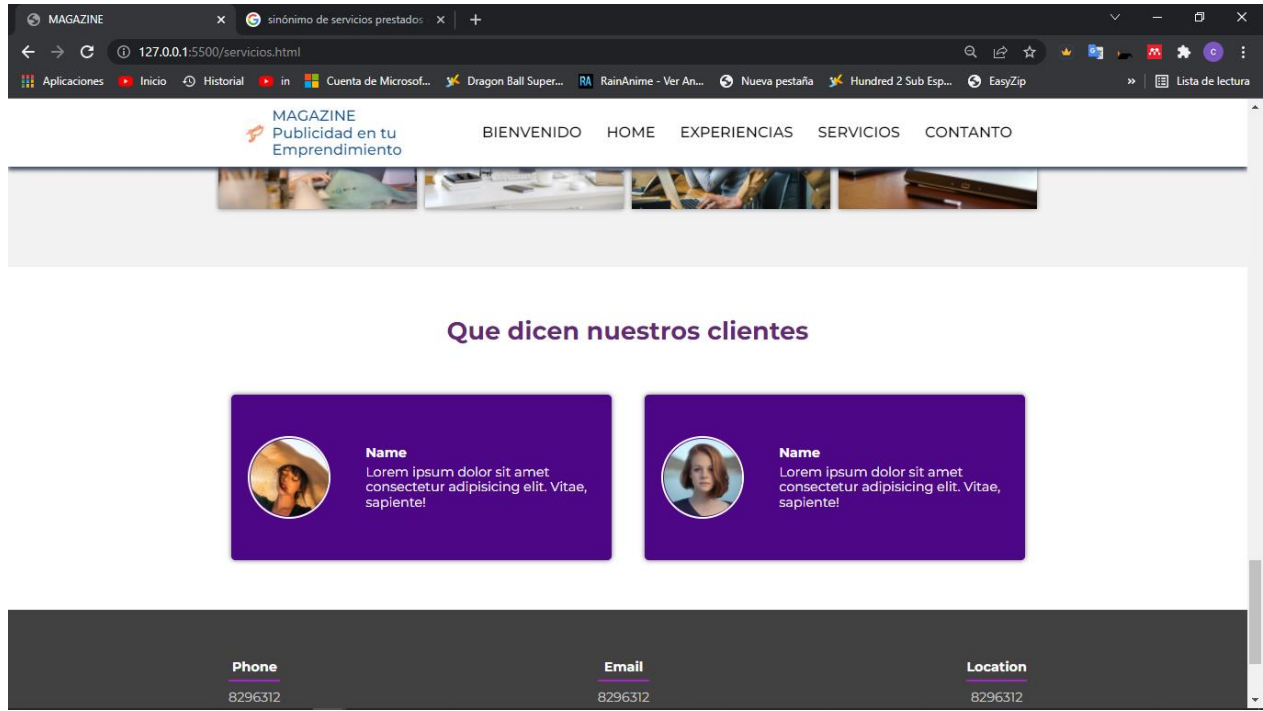 MAGAZINE
sinónimo de servicios prestados
127.0.0.1:5500/servicios.html
Aplicaciones Inicio Historial in Cuenta de Microsof... Dragon Ball Super... RA RainAnime - Ver An... Nueva pestaña Hundred 2 Sub Esp... EasyZip » Lista de lectura
MAGAZINE
Publicidad en tu
Emprendimiento
BIENVENIDO HOME EXPERIENCIAS SERVICIOS CONTANTO
Que dicen nuestros clientes
Name
Lorem ipsum dolor sit amet
consectetur adipisicing elit. Vitae,
sapiente!
Name
Lorem ipsum dolor sit amet
consectetur adipisicing elit. Vitae,
sapiente!
Phone
8296312
Email
8296312
Location
8296312